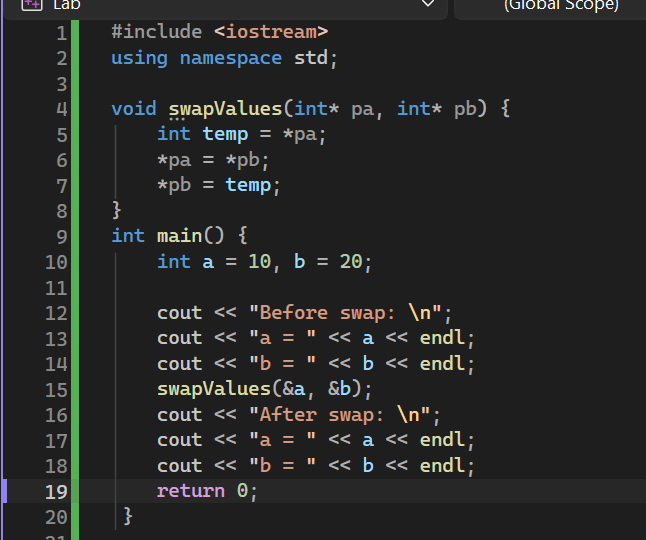 Lab (Global Scope)
1 #include <iostream>
2 using namespace std;
3
4 void swapValues(int* pa, int* pb) {
5 int temp = *pa;
6 *pa = *pb;
7 *pb = temp;
8 }
9 int main() {
10 int a = 10, b = 20;
11
12 cout << "Before swap: \n";
13 cout << "a = " << a << endl;
14 cout << "b = " << b << endl;
15 swapValues(&a, &b);
16 cout << "After swap: \n";
17 cout << "a = " << a << endl;
18 cout << "b = " << b << endl;
19 return 0;
20 }
21